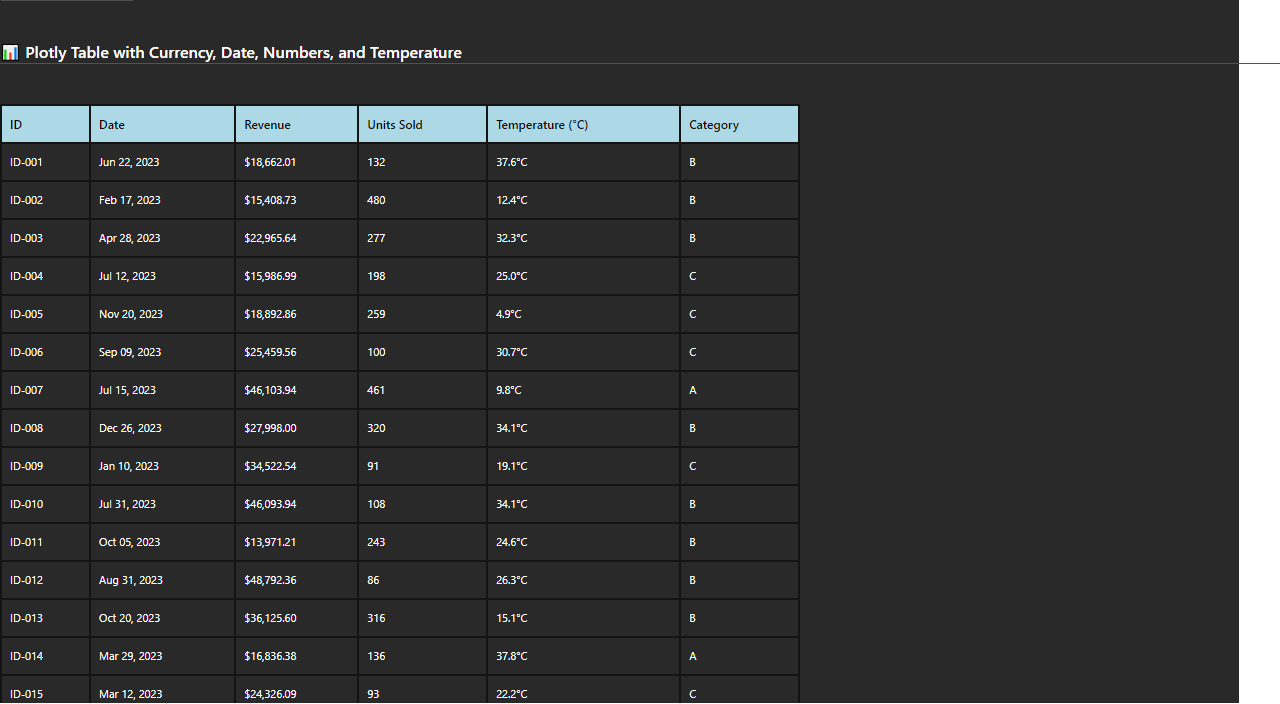 📊 Plotly Table with Currency, Date, Numbers, and Temperature
ID Date Revenue Units Sold Temperature (°C) Category
ID-001 Jun 22, 2023 $18,662.01 132 37.6°C B
ID-002 Feb 17, 2023 $15,408.73 480 12.4°C B
ID-003 Apr 28, 2023 $22,965.64 277 32.3°C B
ID-004 Jul 12, 2023 $15,986.99 198 25.0°C C
ID-005 Nov 20, 2023 $18,892.86 259 4.9°C C
ID-006 Sep 09, 2023 $25,459.56 100 30.7°C C
ID-007 Jul 15, 2023 $46,103.94 461 9.8°C A
ID-008 Dec 26, 2023 $27,998.00 320 34.1°C B
ID-009 Jan 10, 2023 $34,522.54 91 19.1°C C
ID-010 Jul 31, 2023 $46,093.94 108 34.1°C B
ID-011 Oct 05, 2023 $13,971.21 243 24.6°C B
ID-012 Aug 31, 2023 $48,792.36 86 26.3°C B
ID-013 Oct 20, 2023 $36,125.60 316 15.1°C B
ID-014 Mar 29, 2023 $16,836.38 136 37.8°C A
ID-015 Mar 12, 2023 $24,326.09 93 22.2°C C